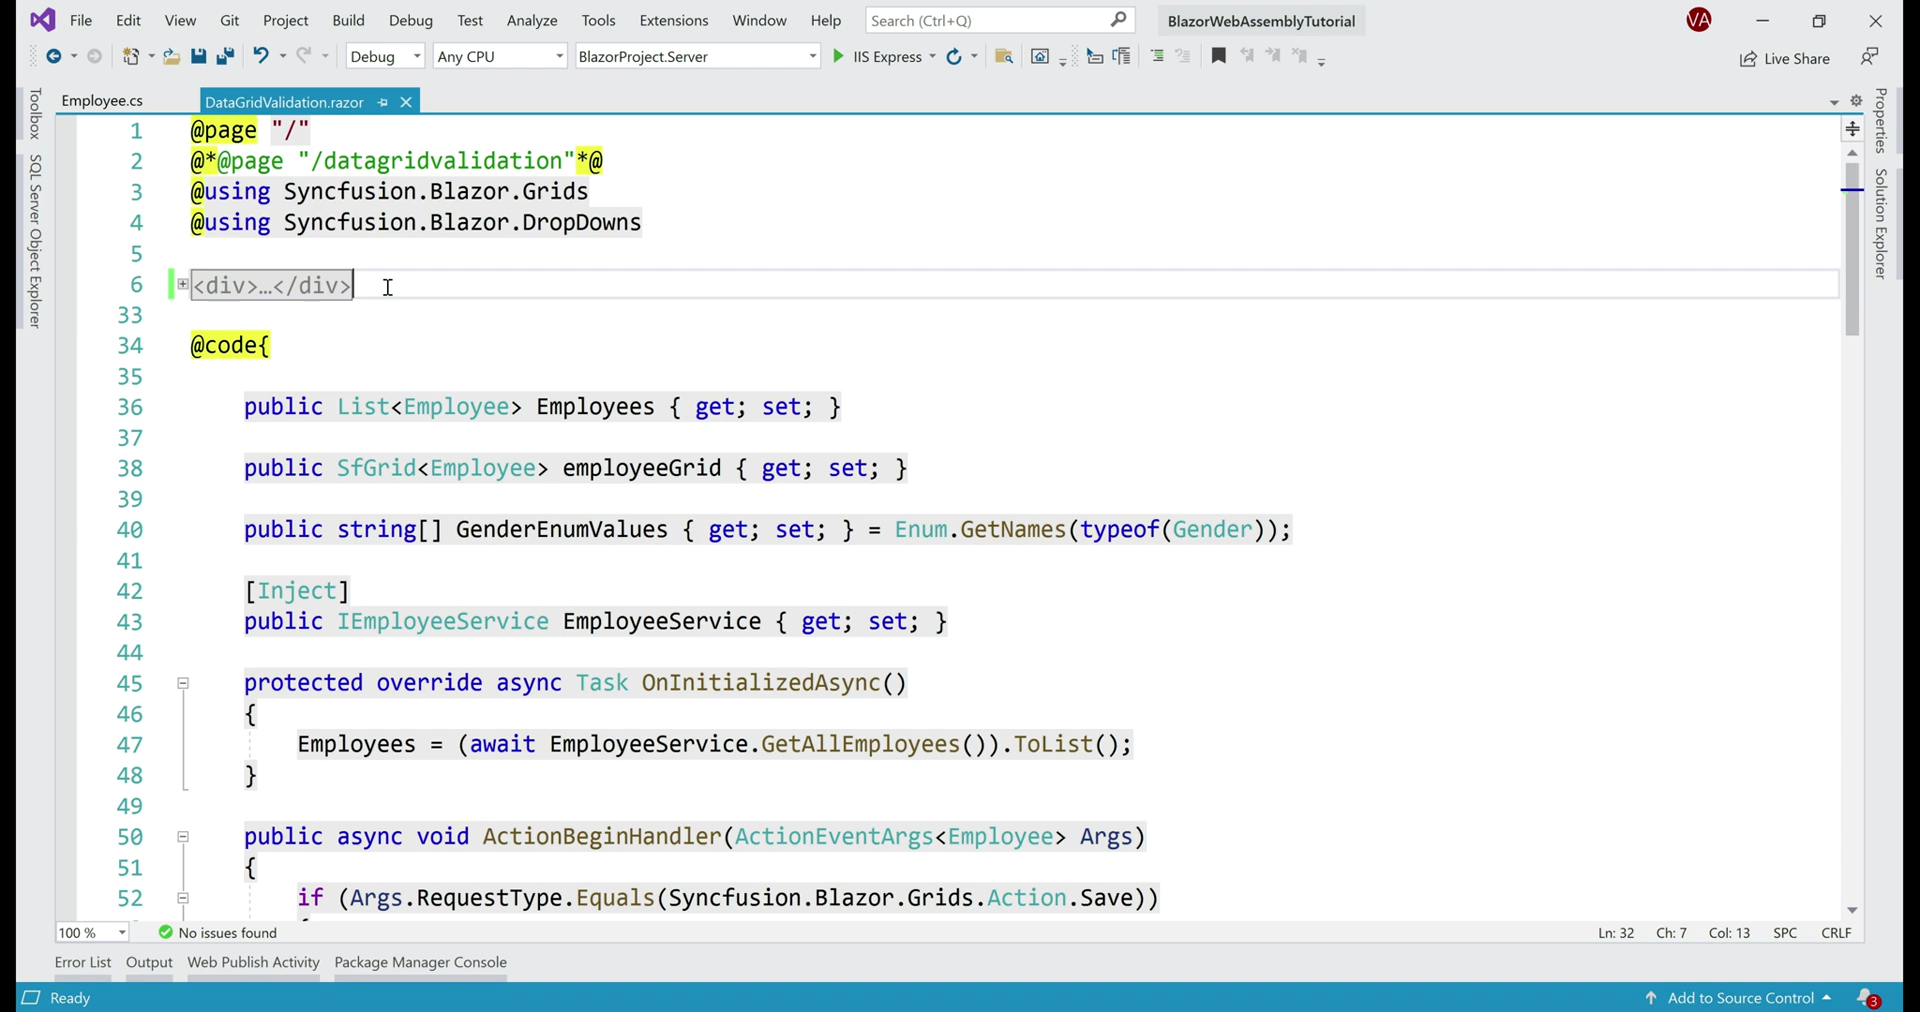 File Edit View Git Project Build Debug Test Analyze Tools Extensions Window Help Search (Ctrl+Q) BlazorWebAssemblyTutorial VA
Debug Any CPU BlazorProject.Server IIS Express Live Share
Employee.cs DataGridValidation.razor
Toolbox
SQL Server Object Explorer
Properties
Solution Explorer
1 @page "/"
2 @*@page "/datagridvalidation"*@
3 @using Syncfusion.Blazor.Grids
4 @using Syncfusion.Blazor.DropDowns
5
6 <div>…</div>
33
34 @code{
35
36 public List<Employee> Employees { get; set; }
37
38 public SfGrid<Employee> employeeGrid { get; set; }
39
40 public string[] GenderEnumValues { get; set; } = Enum.GetNames(typeof(Gender));
41
42 [Inject]
43 public IEmployeeService EmployeeService { get; set; }
44
45 protected override async Task OnInitializedAsync()
46 {
47 Employees = (await EmployeeService.GetAllEmployees()).ToList();
48 }
49
50 public async void ActionBeginHandler(ActionEventArgs<Employee> Args)
51 {
52 if (Args.RequestType.Equals(Syncfusion.Blazor.Grids.Action.Save))
100 % No issues found Ln: 32 Ch: 7 Col: 13 SPC CRLF
Error List Output Web Publish Activity Package Manager Console
Ready Add to Source Control 3